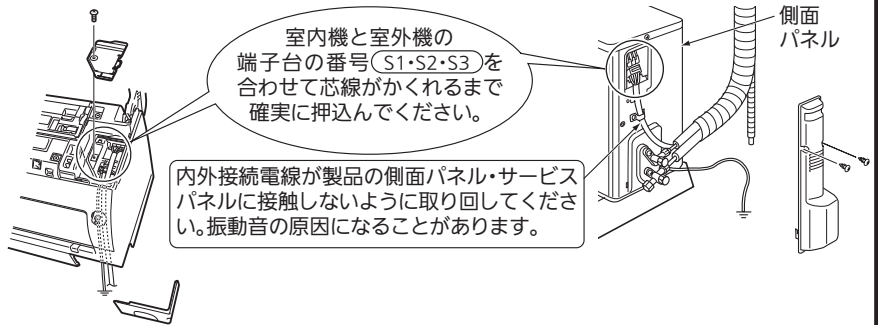 室内機と室外機の
端子台の番号(S1・S2・S3)を
合わせて芯線がかくれるまで
確実に押込んでください。
側面
パネル
内外接続電線が製品の側面パネル・サービス
パネルに接触しないように取り回してくださ
い。振動音の原因になることがあります。